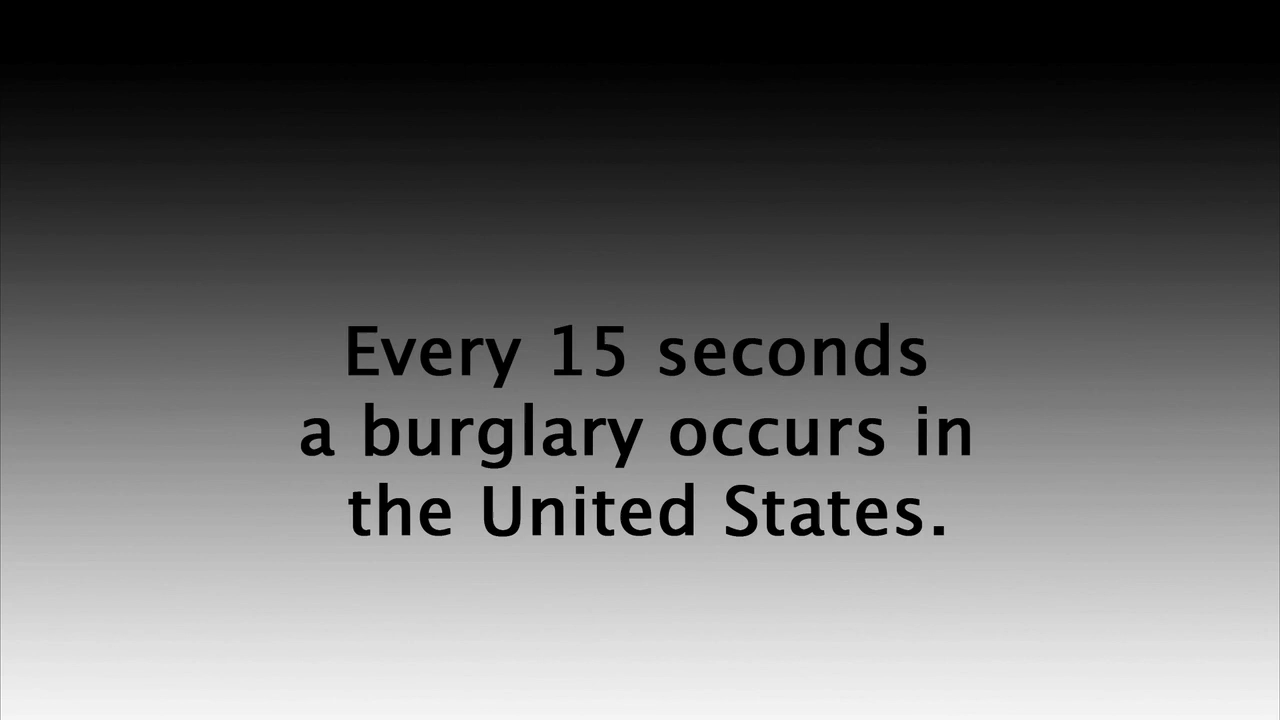 Every 15 seconds
a burglary occurs in
the United States.